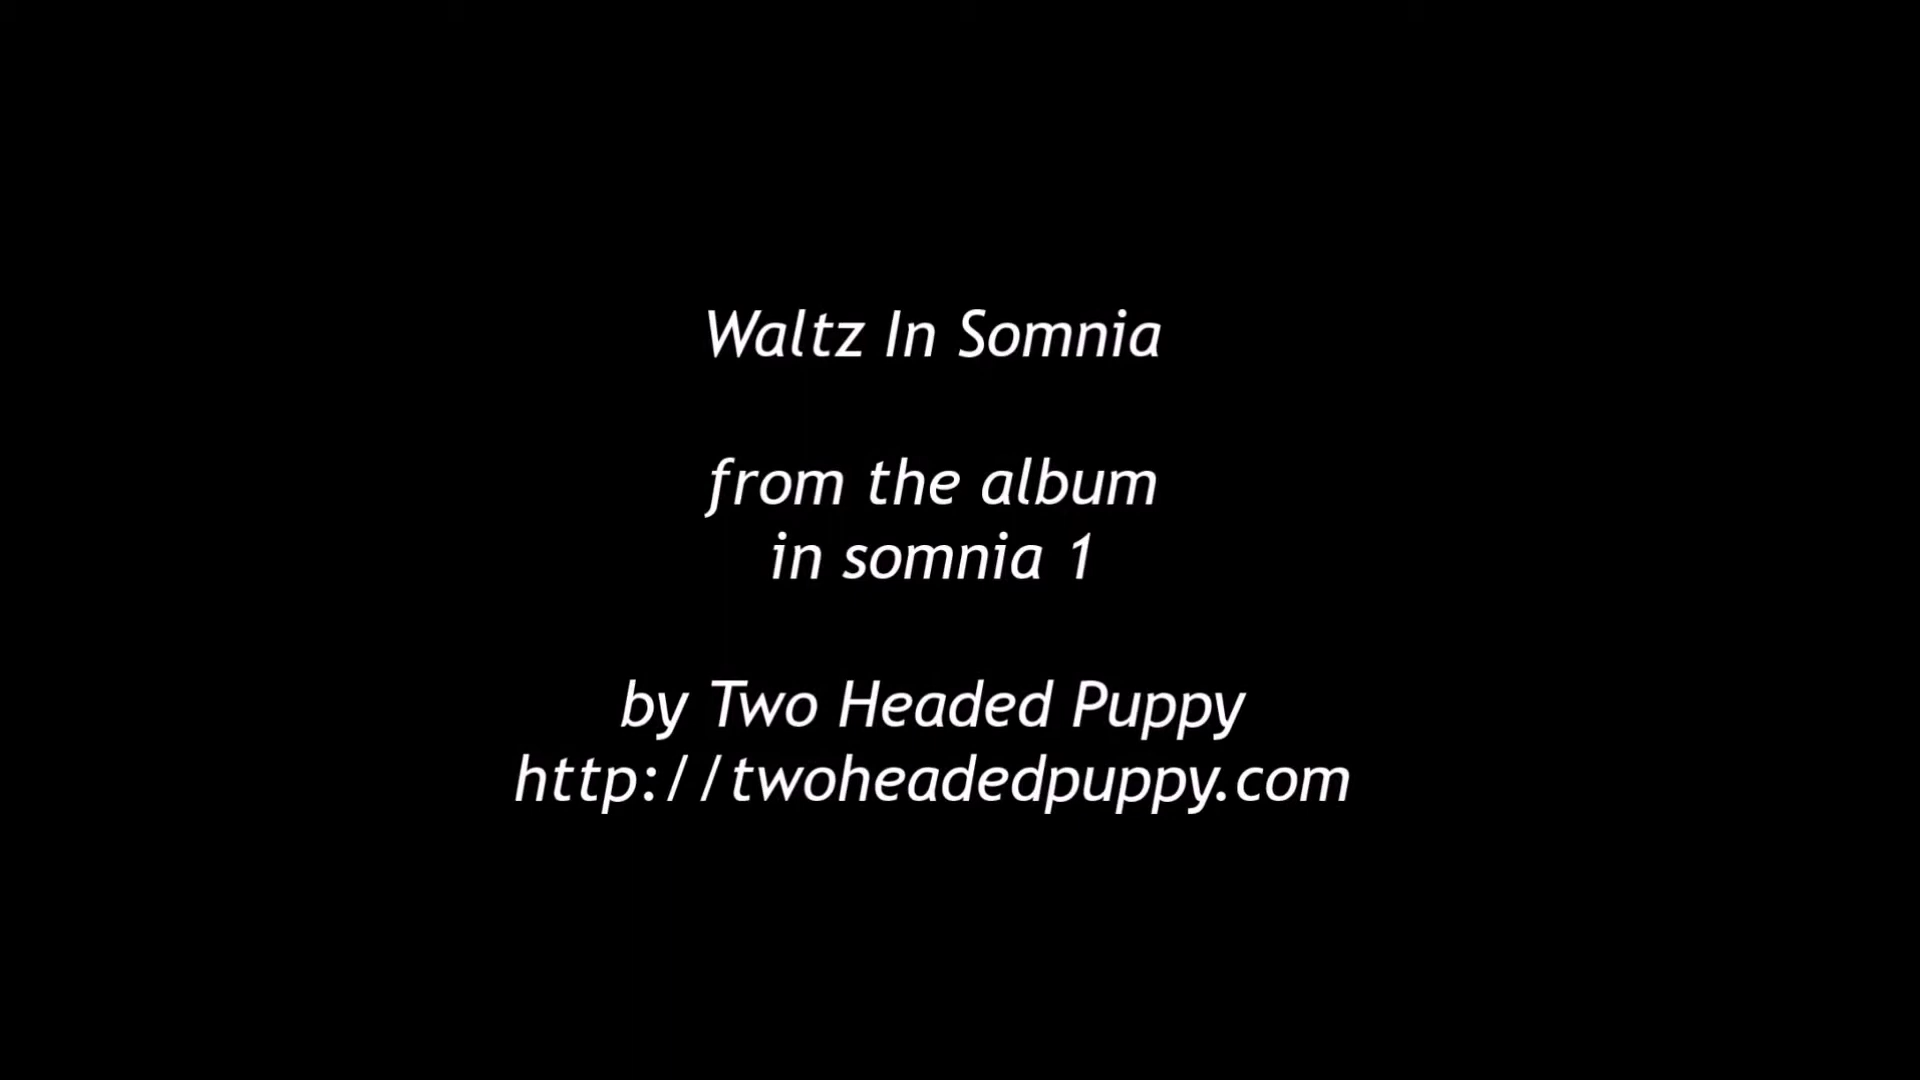 Waltz In Somnia
from the album
in somnia 1
by Two Headed Puppy
http://twoheadedpuppy.com